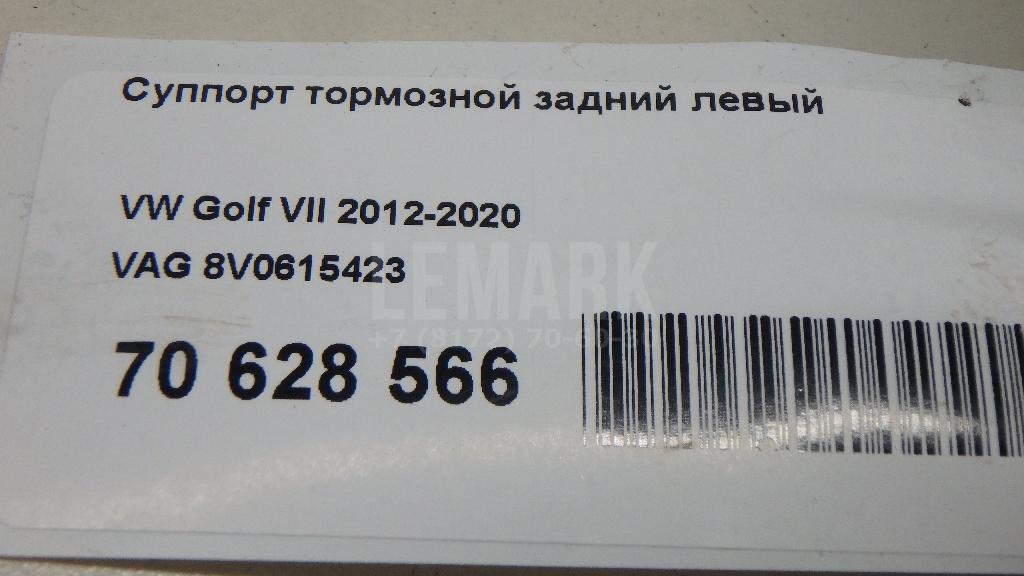 Суппорт тормозной задний левый
VW Golf VII 2012-2020
VAG 8V0615423
LEMARK
70 628 566